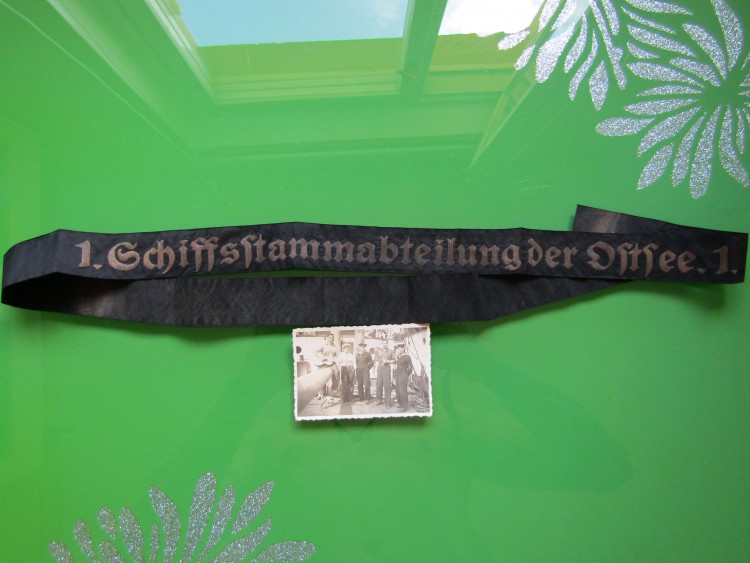 1. Schiffsstammabteilung der Ostsee. 1.